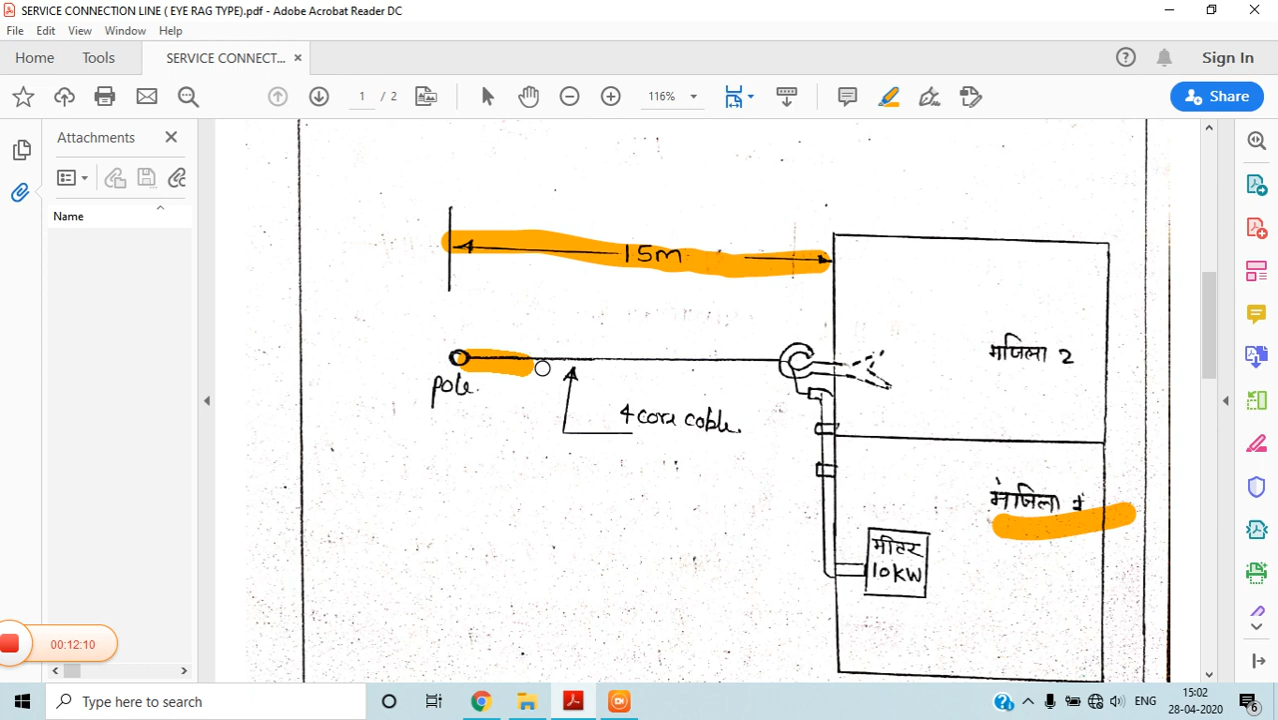 SERVICE CONNECTION LINE ( EYE RAG TYPE).pdf - Adobe Acrobat Reader DC
File Edit View Window Help
Home Tools SERVICE CONNECT... Sign In
1 / 2 116% Share
Attachments
Name
15m
pole
4 core cable.
मंजिला 2
मंजिला 1
मीटर
10KW
00:12:10
Type here to search
ENG
15:02
28-04-2020
6